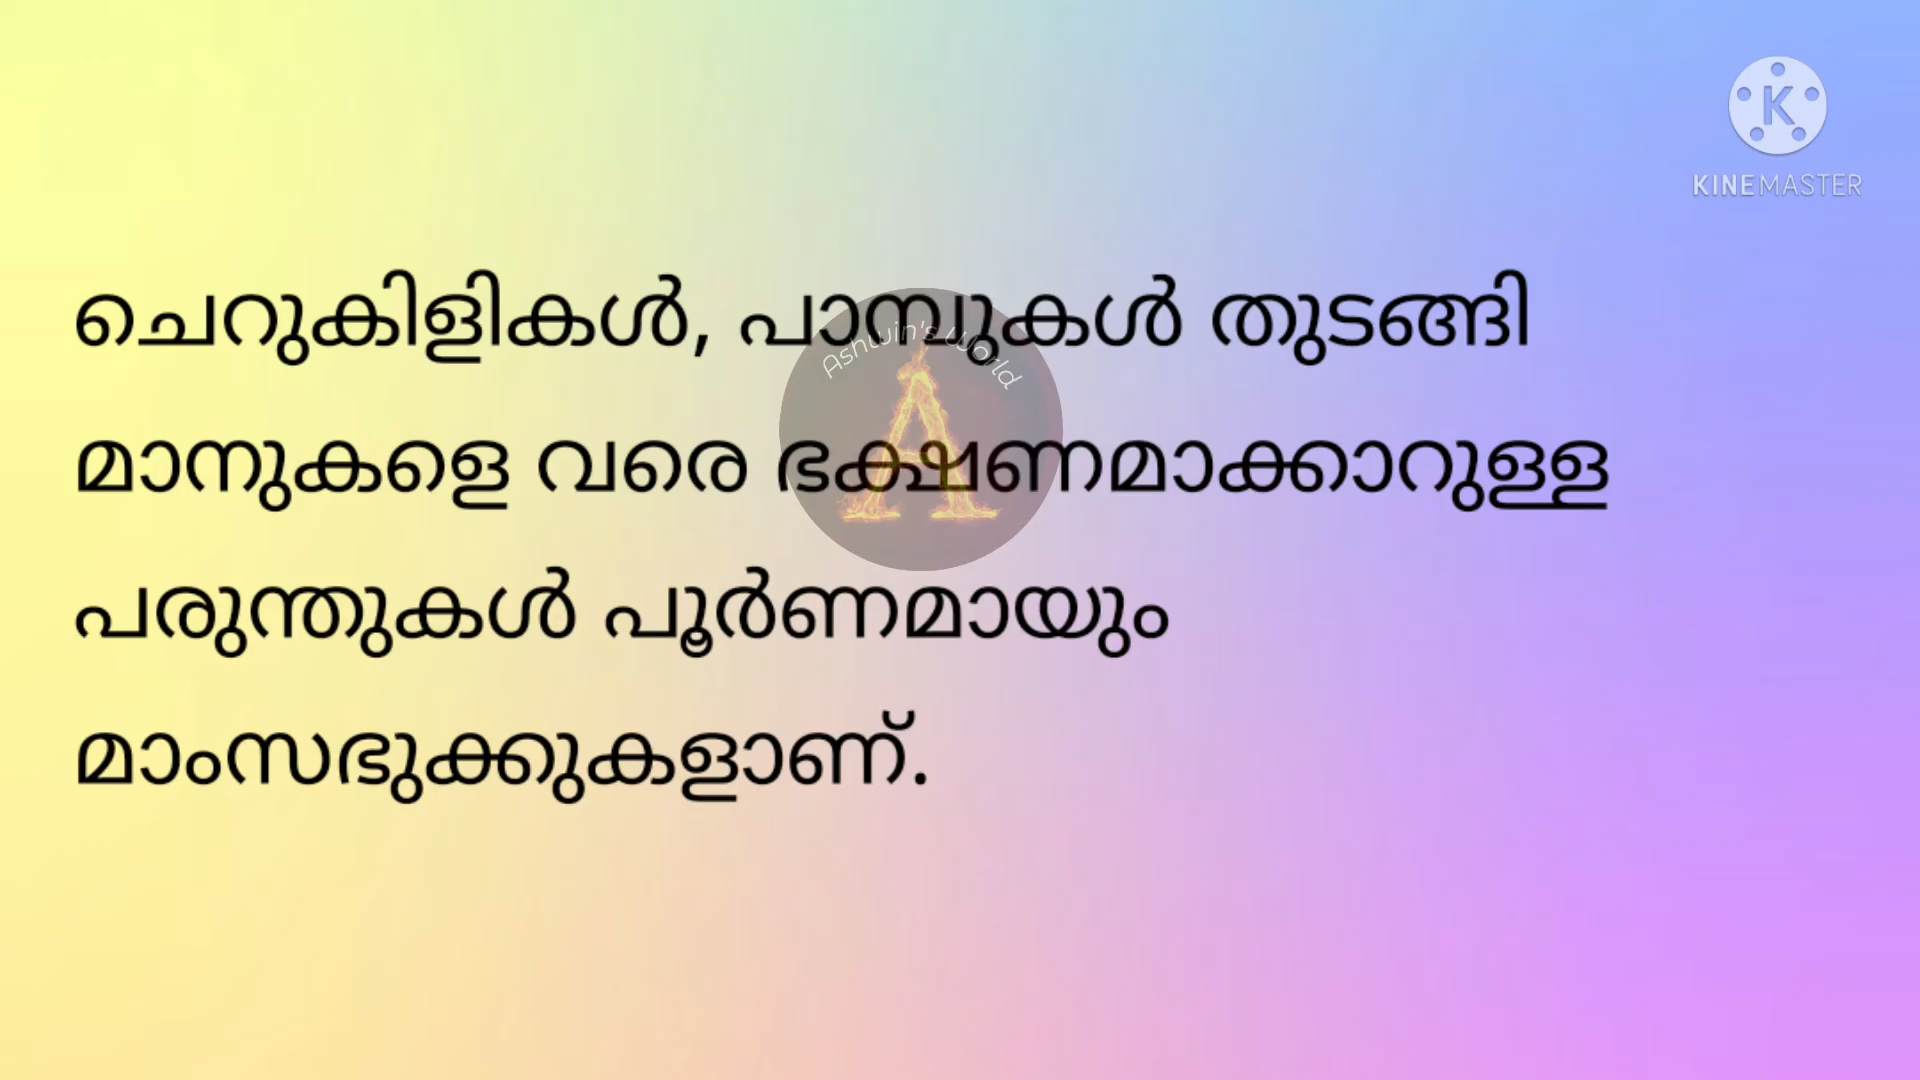 KINEMASTER
ചെറുകിളികൾ, പാമ്പുകൾ തുടങ്ങി
Ashwin's World
മാനുകളെ വരെ ഭക്ഷണമാക്കാറുള്ള
പരുന്തുകൾ പൂർണമായും
മാംസഭുക്കുകളാണ്.